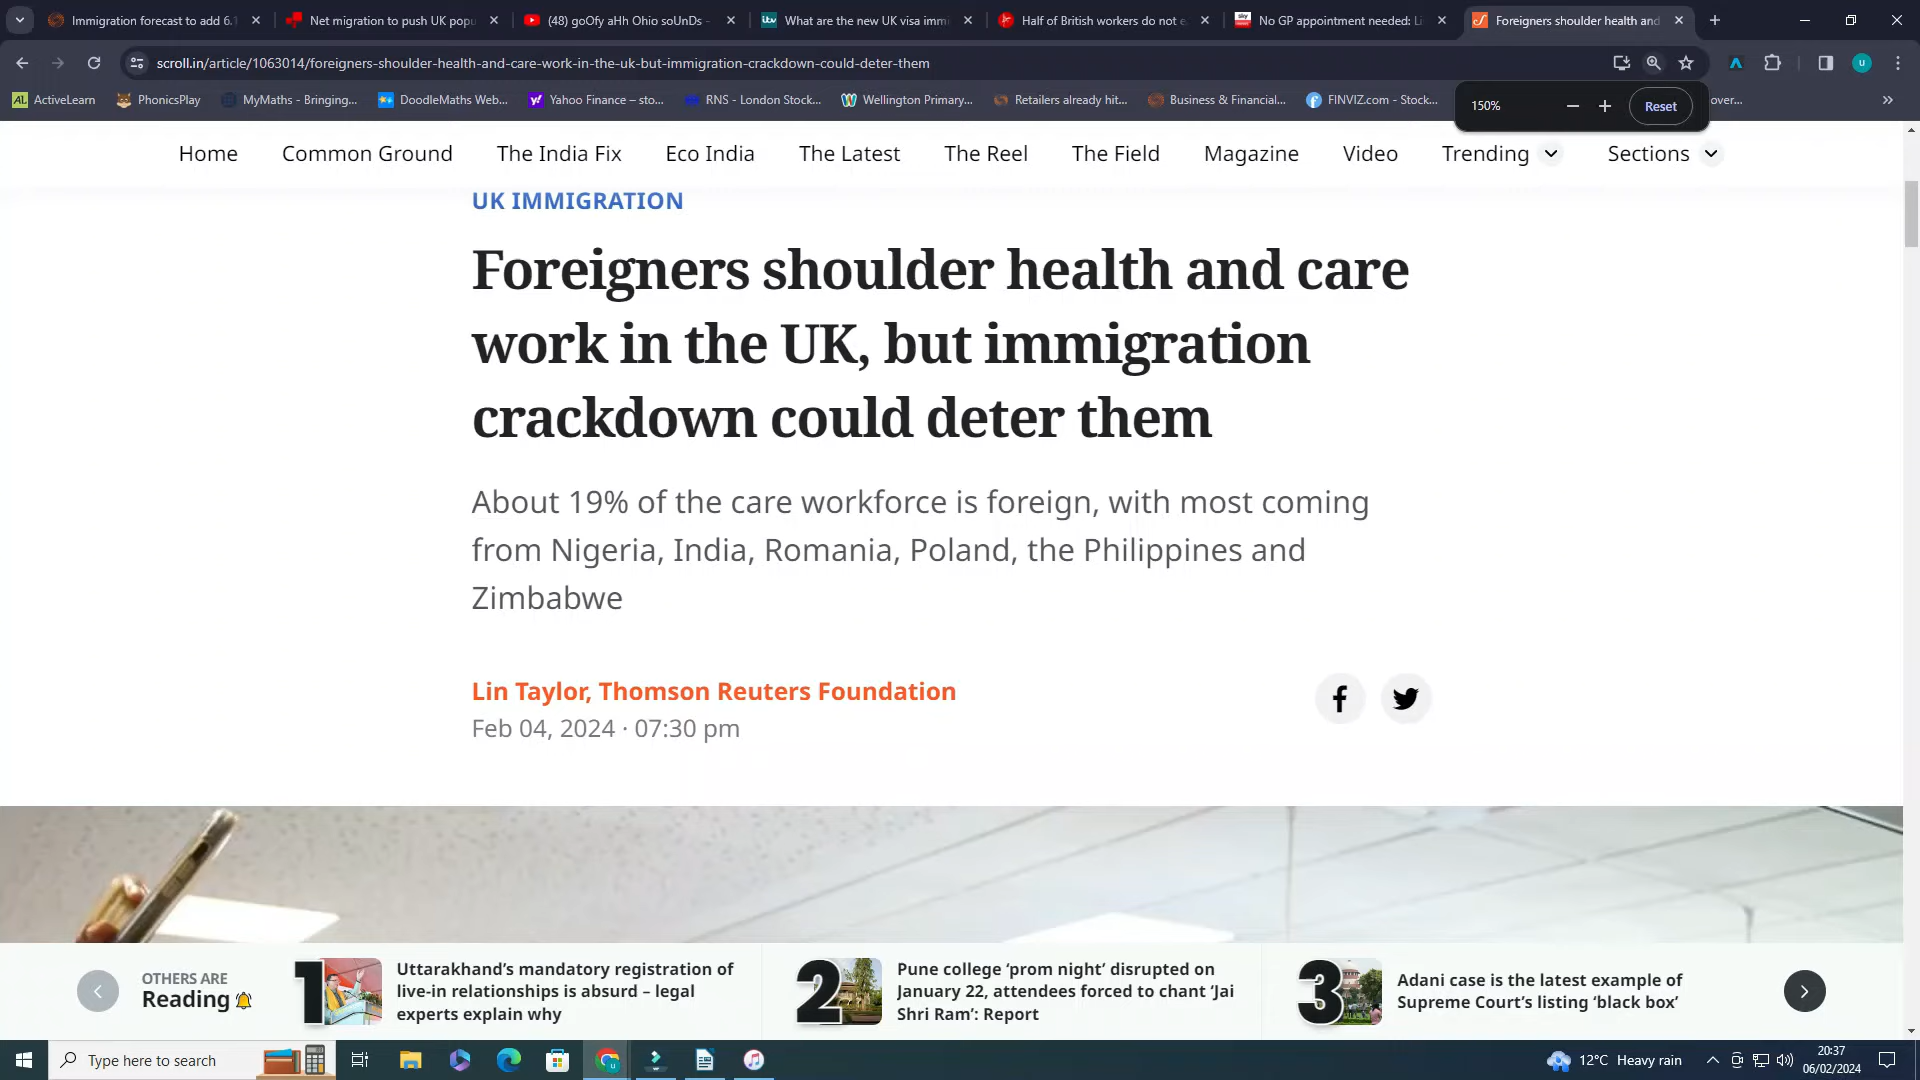 Immigration forecast to add 6.
Net migration to push UK popu
(48) goOfy aHh Ohio soUnDs -
itv What are the new UK visa immi
Half of British workers do not e
sky No GP appointment needed: Li
Foreigners shoulder health and
scroll.in/article/1063014/foreigners-shoulder-health-and-care-work-in-the-uk-but-immigration-crackdown-could-deter-them
U
AL ActiveLearn
PhonicsPlay
MyMaths - Bringing...
DoodleMaths Web...
Yahoo Finance – sto...
RNS - London Stock...
Wellington Primary...
Retailers already hit...
Business & Financial...
FINVIZ.com - Stock...
over...
150%
Reset
Home
Common Ground
The India Fix
Eco India
The Latest
The Reel
The Field
Magazine
Video
Trending
Sections
UK IMMIGRATION
Foreigners shoulder health and care
work in the UK, but immigration
crackdown could deter them
About 19% of the care workforce is foreign, with most coming
from Nigeria, India, Romania, Poland, the Philippines and
Zimbabwe
Lin Taylor, Thomson Reuters Foundation
Feb 04, 2024 · 07:30 pm
OTHERS ARE
Reading
1
Uttarakhand’s mandatory registration of
live-in relationships is absurd – legal
experts explain why
2
Pune college ‘prom night’ disrupted on
January 22, attendees forced to chant ‘Jai
Shri Ram’: Report
3
Adani case is the latest example of
Supreme Court’s listing ‘black box’
Type here to search
12°C Heavy rain
20:37
06/02/2024